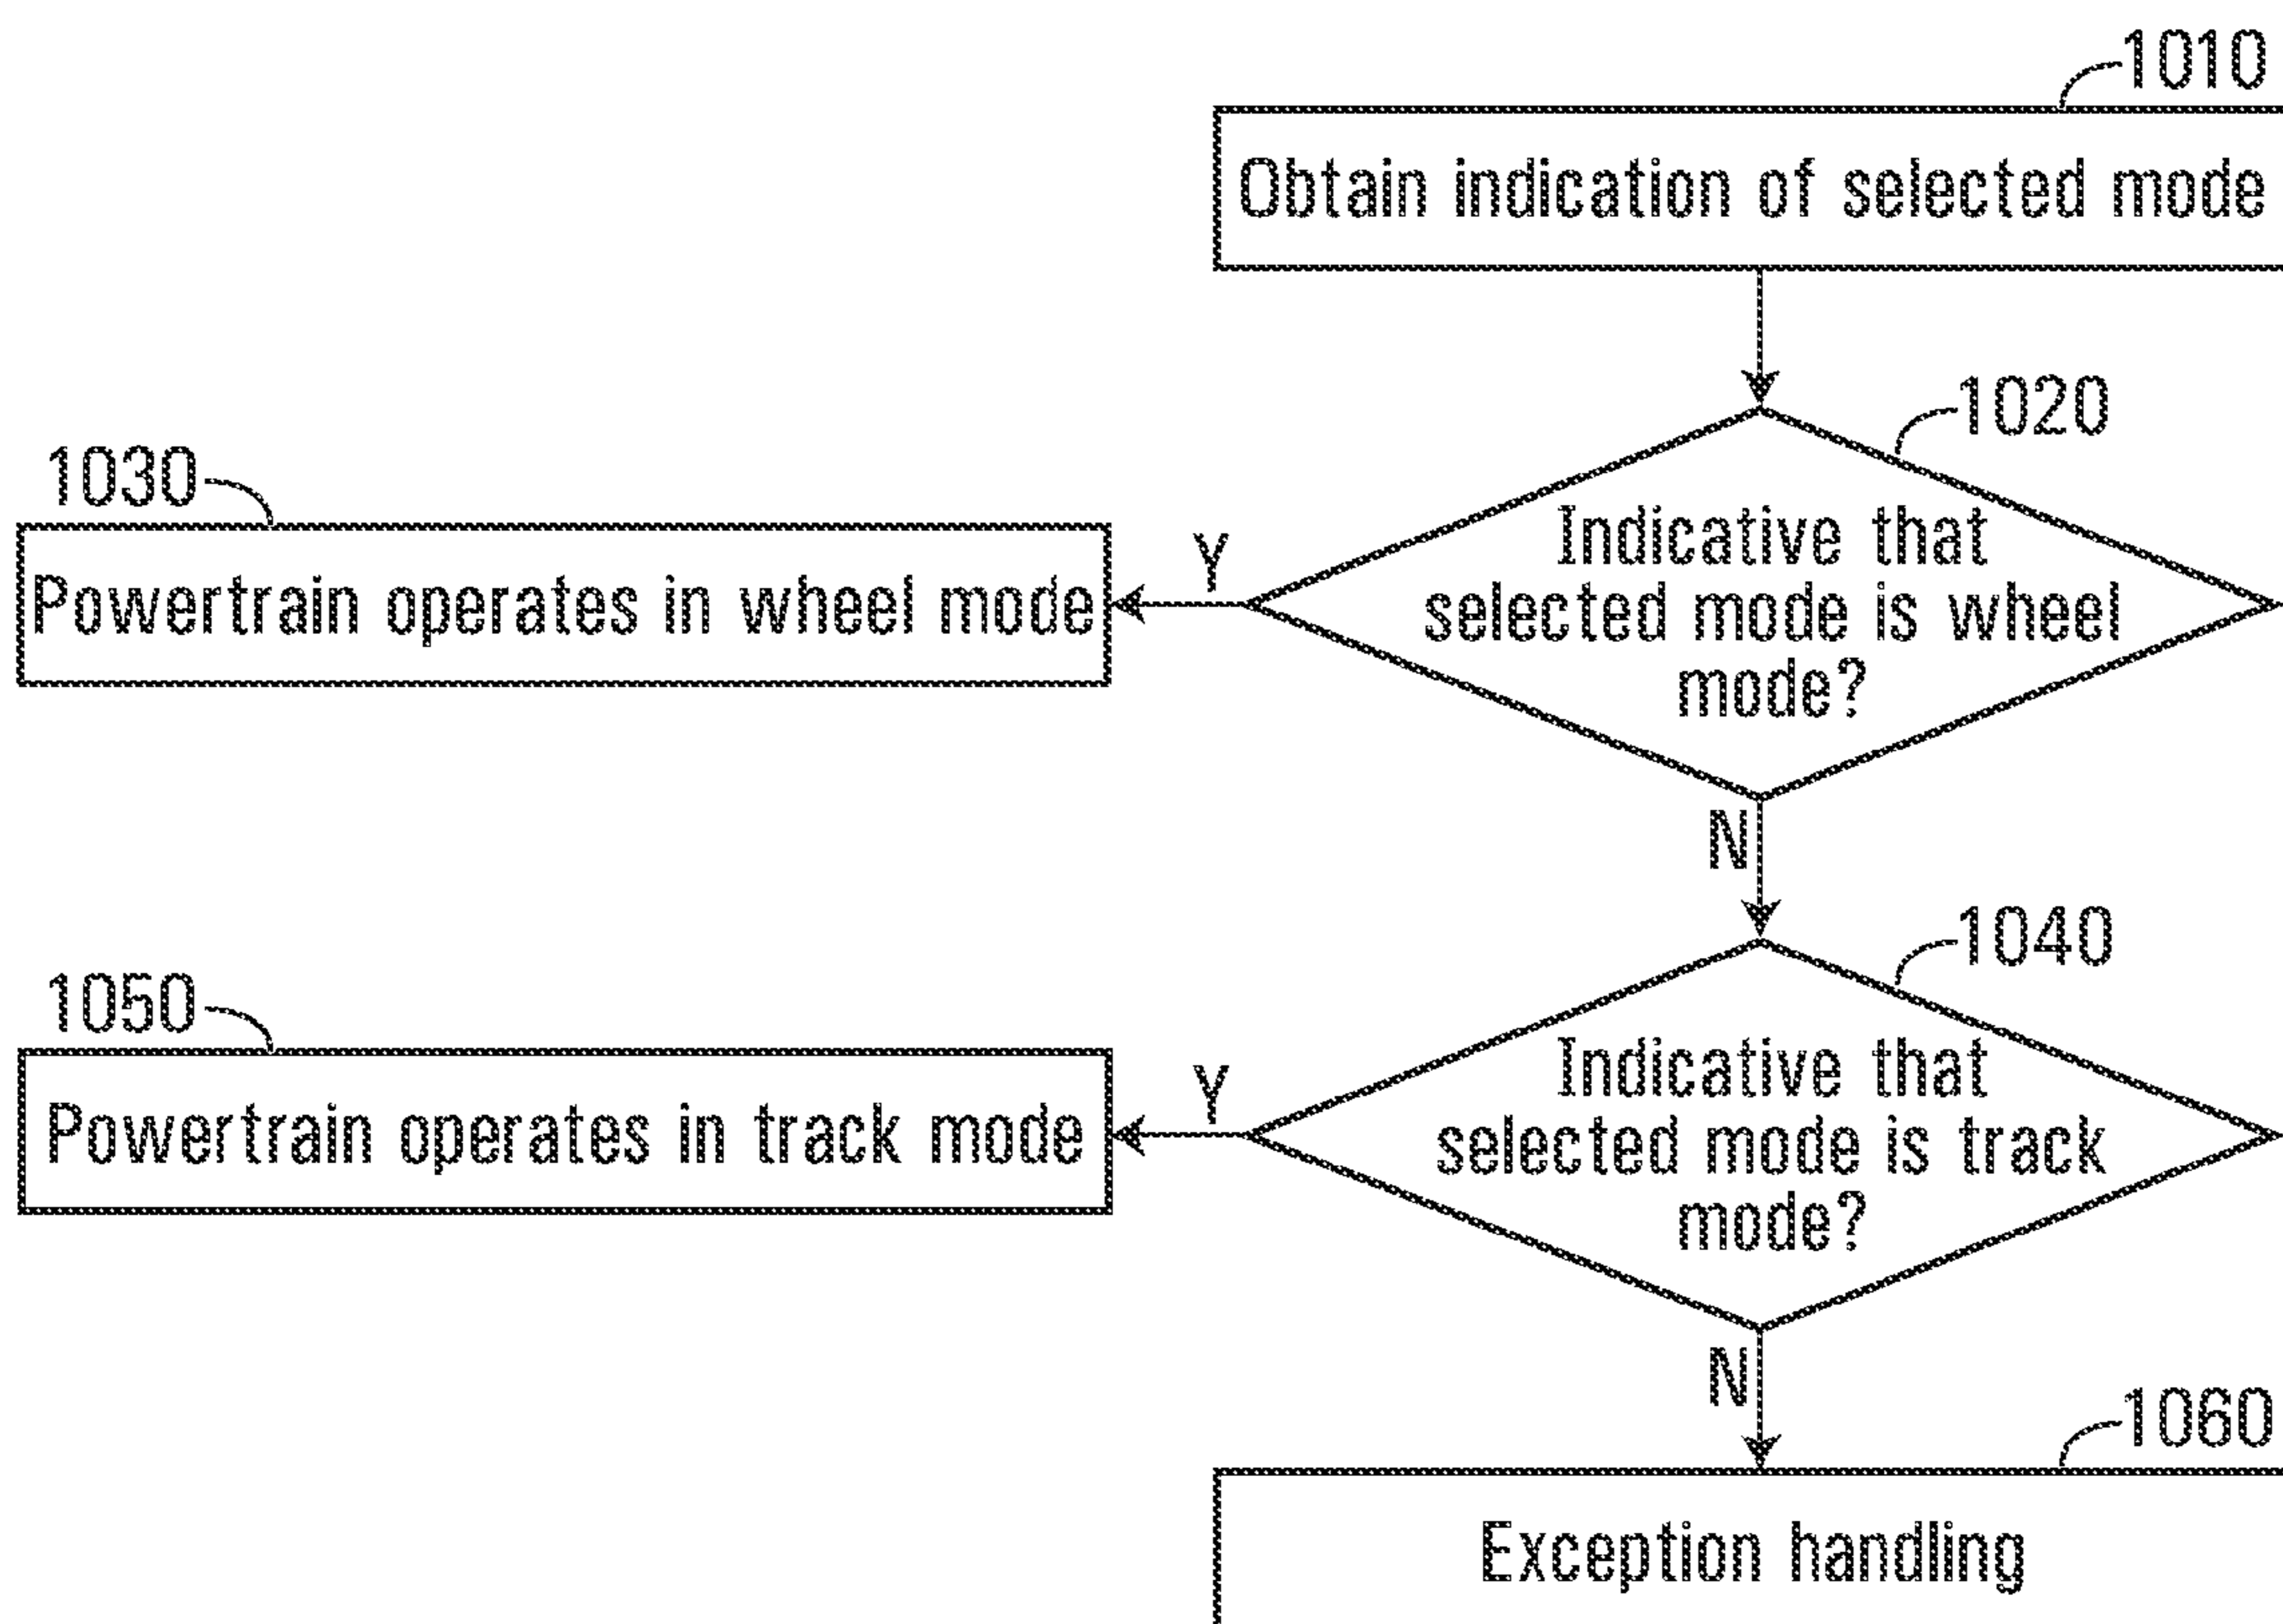 1010
Obtain indication of selected mode
1020
Indicative that
selected mode is wheel
mode?
Y
1030
Powertrain operates in wheel mode
N
1040
Indicative that
selected mode is track
mode?
Y
1050
Powertrain operates in track mode
N
1060
Exception handling